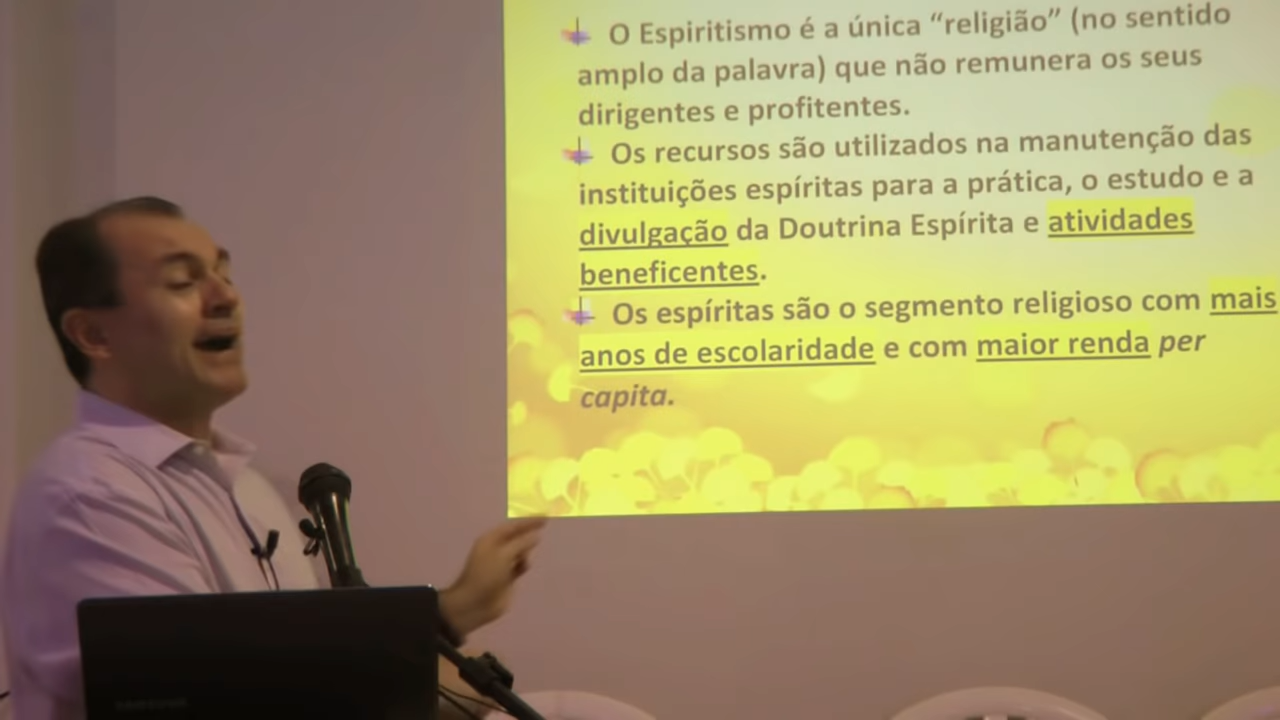 O Espiritismo é a única “religião” (no sentido
amplo da palavra) que não remunera os seus
dirigentes e profitentes.
Os recursos são utilizados na manutenção das
instituições espíritas para a prática, o estudo e a
divulgação da Doutrina Espírita e atividades
beneficentes.
Os espíritas são o segmento religioso com mais
anos de escolaridade e com maior renda per
capita.
SAMSUNG